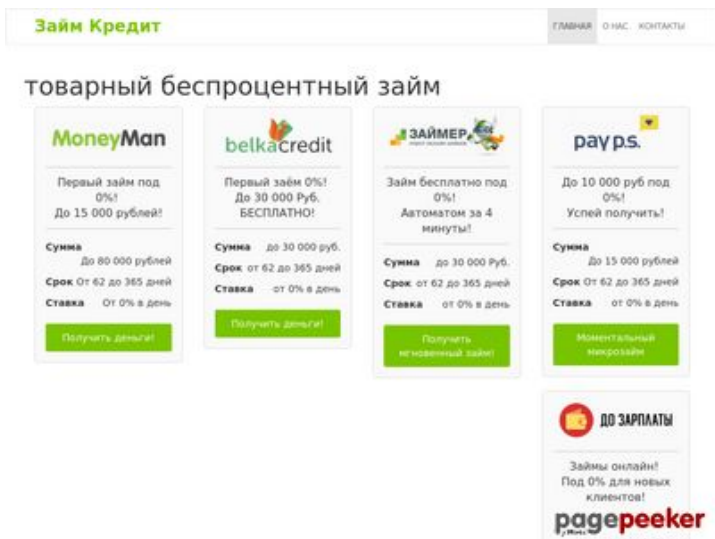 Займ Кредит
ГЛАВНАЯ О НАС КОНТАКТЫ
товарный беспроцентный займ
MoneyMan
Первый займ под
0%!
До 15 000 рублей!
Сумма
До 80 000 рублей
Срок От 62 до 365 дней
Ставка От 0% в день
Получить деньги!
belkacredit
Первый заём 0%!
До 30 000 Руб.
БЕСПЛАТНО!
Сумма до 30 000 руб.
Срок от 62 до 365 дней
Ставка от 0% в день
Получить деньги!
ЗАЙМЕР
Займ бесплатно под
0%!
Автоматом за 4
минуты!
Сумма до 30 000 Руб.
Срок от 62 до 365 дней
Ставка от 0% в день
Получить
мгновенный займ!
pay p.s.
До 10 000 руб под
0%!
Успей получить!
Сумма
До 15 000 рублей
Срок От 62 до 365 дней
Ставка от 0% в день
Моментальный
микрозайм
ДО ЗАРПЛАТЫ
Займы онлайн!
Под 0% для новых
клиентов!
pagepeeker